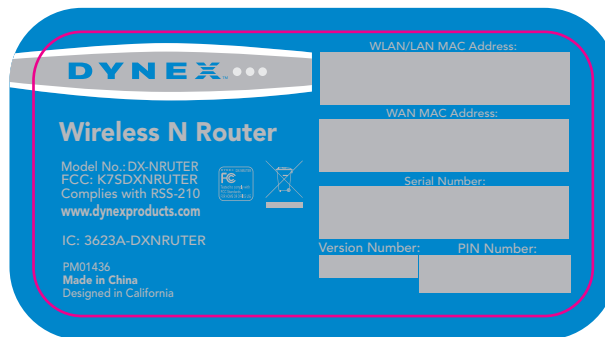 DYNEX
Wireless N Router
Model No.: DX-NRUTER
FCC: K7SDXNRUTER
Complies with RSS-210
www.dynexproducts.com
IC: 3623A-DXNRUTER
PM01436
Made in China
Designed in California
FC
WLAN/LAN MAC Address:
WAN MAC Address:
Serial Number:
Version Number:
PIN Number: